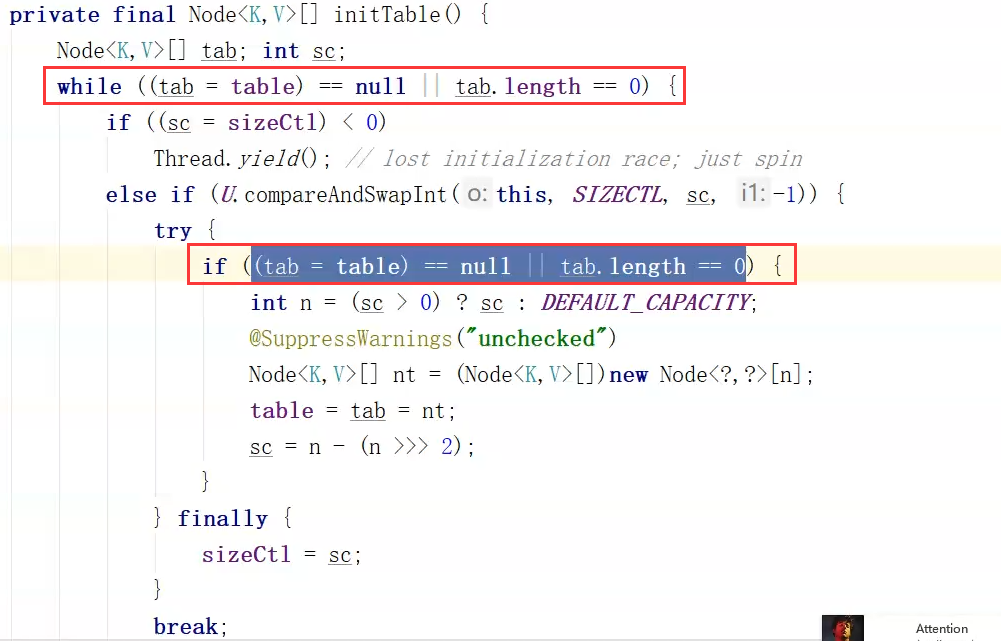 private final Node<K,V>[] initTable() {
Node<K,V>[] tab; int sc;
while ((tab = table) == null || tab.length == 0) {
if ((sc = sizeCtl) < 0)
Thread.yield(); // lost initialization race; just spin
else if (U.compareAndSwapInt( o: this, SIZECTL, sc, i1: -1)) {
try {
if ((tab = table) == null || tab.length == 0) {
int n = (sc > 0) ? sc : DEFAULT_CAPACITY;
@SuppressWarnings("unchecked")
Node<K,V>[] nt = (Node<K,V>[])new Node<?,?>[n];
table = tab = nt;
sc = n - (n >>> 2);
}
} finally {
sizeCtl = sc;
}
break;
Attention